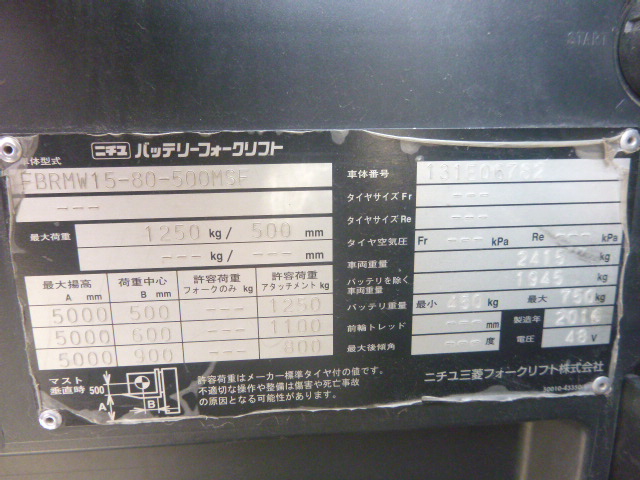 START
ニチユ バッテリーフォークリフト
車体型式
FBRMW15-80-500MSF
---
最大荷重 1250 kg / 500 mm
--- kg / --- mm
最大揚高 A mm 荷重中心 B mm 許容荷重 フォークのみ kg 許容荷重 アタッチメント kg
5000 500 --- 1250
5000 600 --- 1100
5000 900 --- 800
マスト垂直時 500 A B
許容荷重はメーカー標準タイヤ付の値です。
不適切な操作や整備は傷害や死亡事故
の原因となる可能性があります。
車体番号
タイヤサイズ Fr ---
タイヤサイズ Re ---
タイヤ空気圧 Fr --- kPa Re --- kPa
車両重量 2415 kg
バッテリを除く車両重量 1945 kg
バッテリ重量 最小 kg 最大 750 kg
前輪トレッド --- mm 製造年 2014
最大後傾角 --- 度 電圧 48 V
ニチユ三菱フォークリフト株式会社